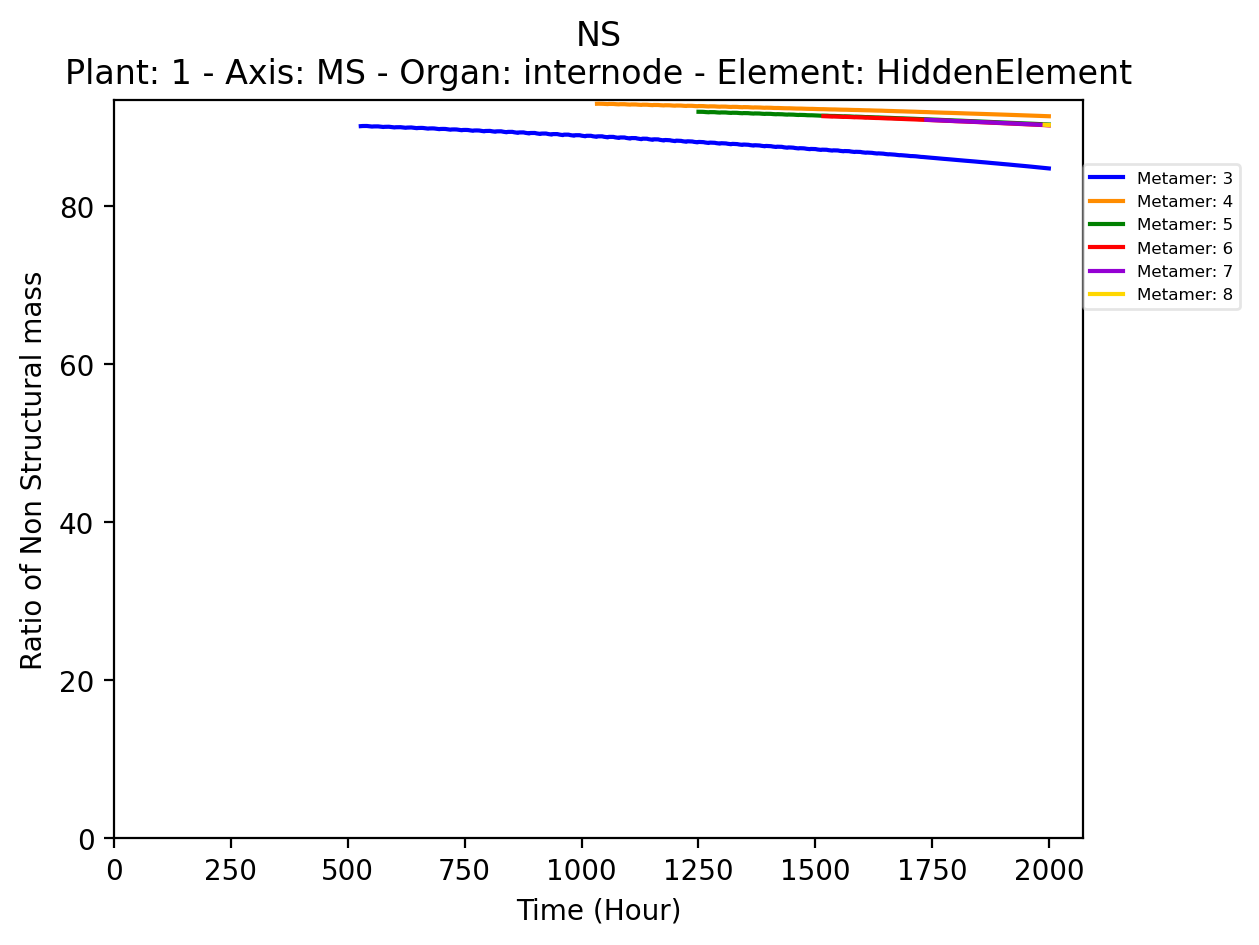 NS
Plant: 1 - Axis: MS - Organ: internode - Element: HiddenElement
Ratio of Non Structural mass
80
60
40
20
0
0 250 500 750 1000 1250 1500 1750 2000
Time (Hour)
Metamer: 3
Metamer: 4
Metamer: 5
Metamer: 6
Metamer: 7
Metamer: 8